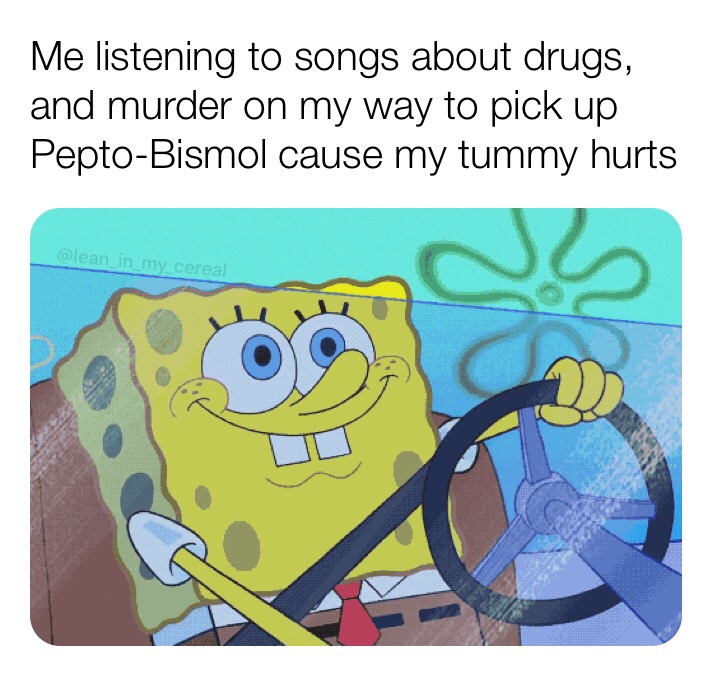 Me listening to songs about drugs,
and murder on my way to pick up
Pepto-Bismol cause my tummy hurts
@lean_in_my_cereal